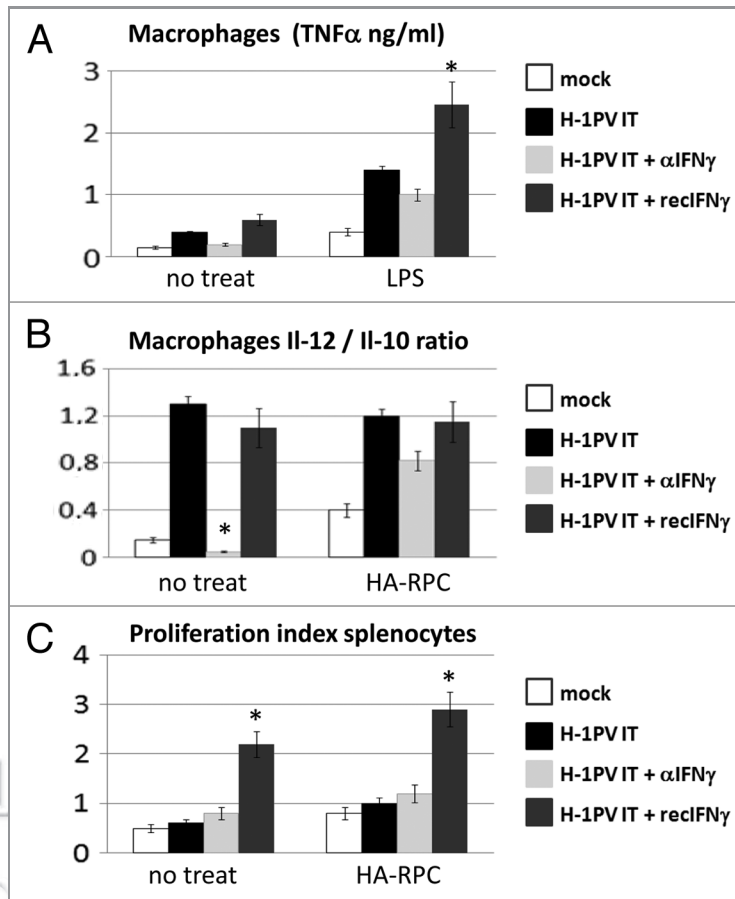 A
Macrophages (TNFα ng/ml)
3
2
1
0
*
no treat
LPS
mock
H-1PV IT
H-1PV IT + αIFNγ
H-1PV IT + recIFNγ
B
Macrophages Il-12 / Il-10 ratio
1.6
1.2
0.8
0.4
0
*
no treat
HA-RPC
mock
H-1PV IT
H-1PV IT + αIFNγ
H-1PV IT + recIFNγ
C
Proliferation index splenocytes
4
3
2
1
0
*
*
no treat
HA-RPC
mock
H-1PV IT
H-1PV IT + αIFNγ
H-1PV IT + recIFNγ